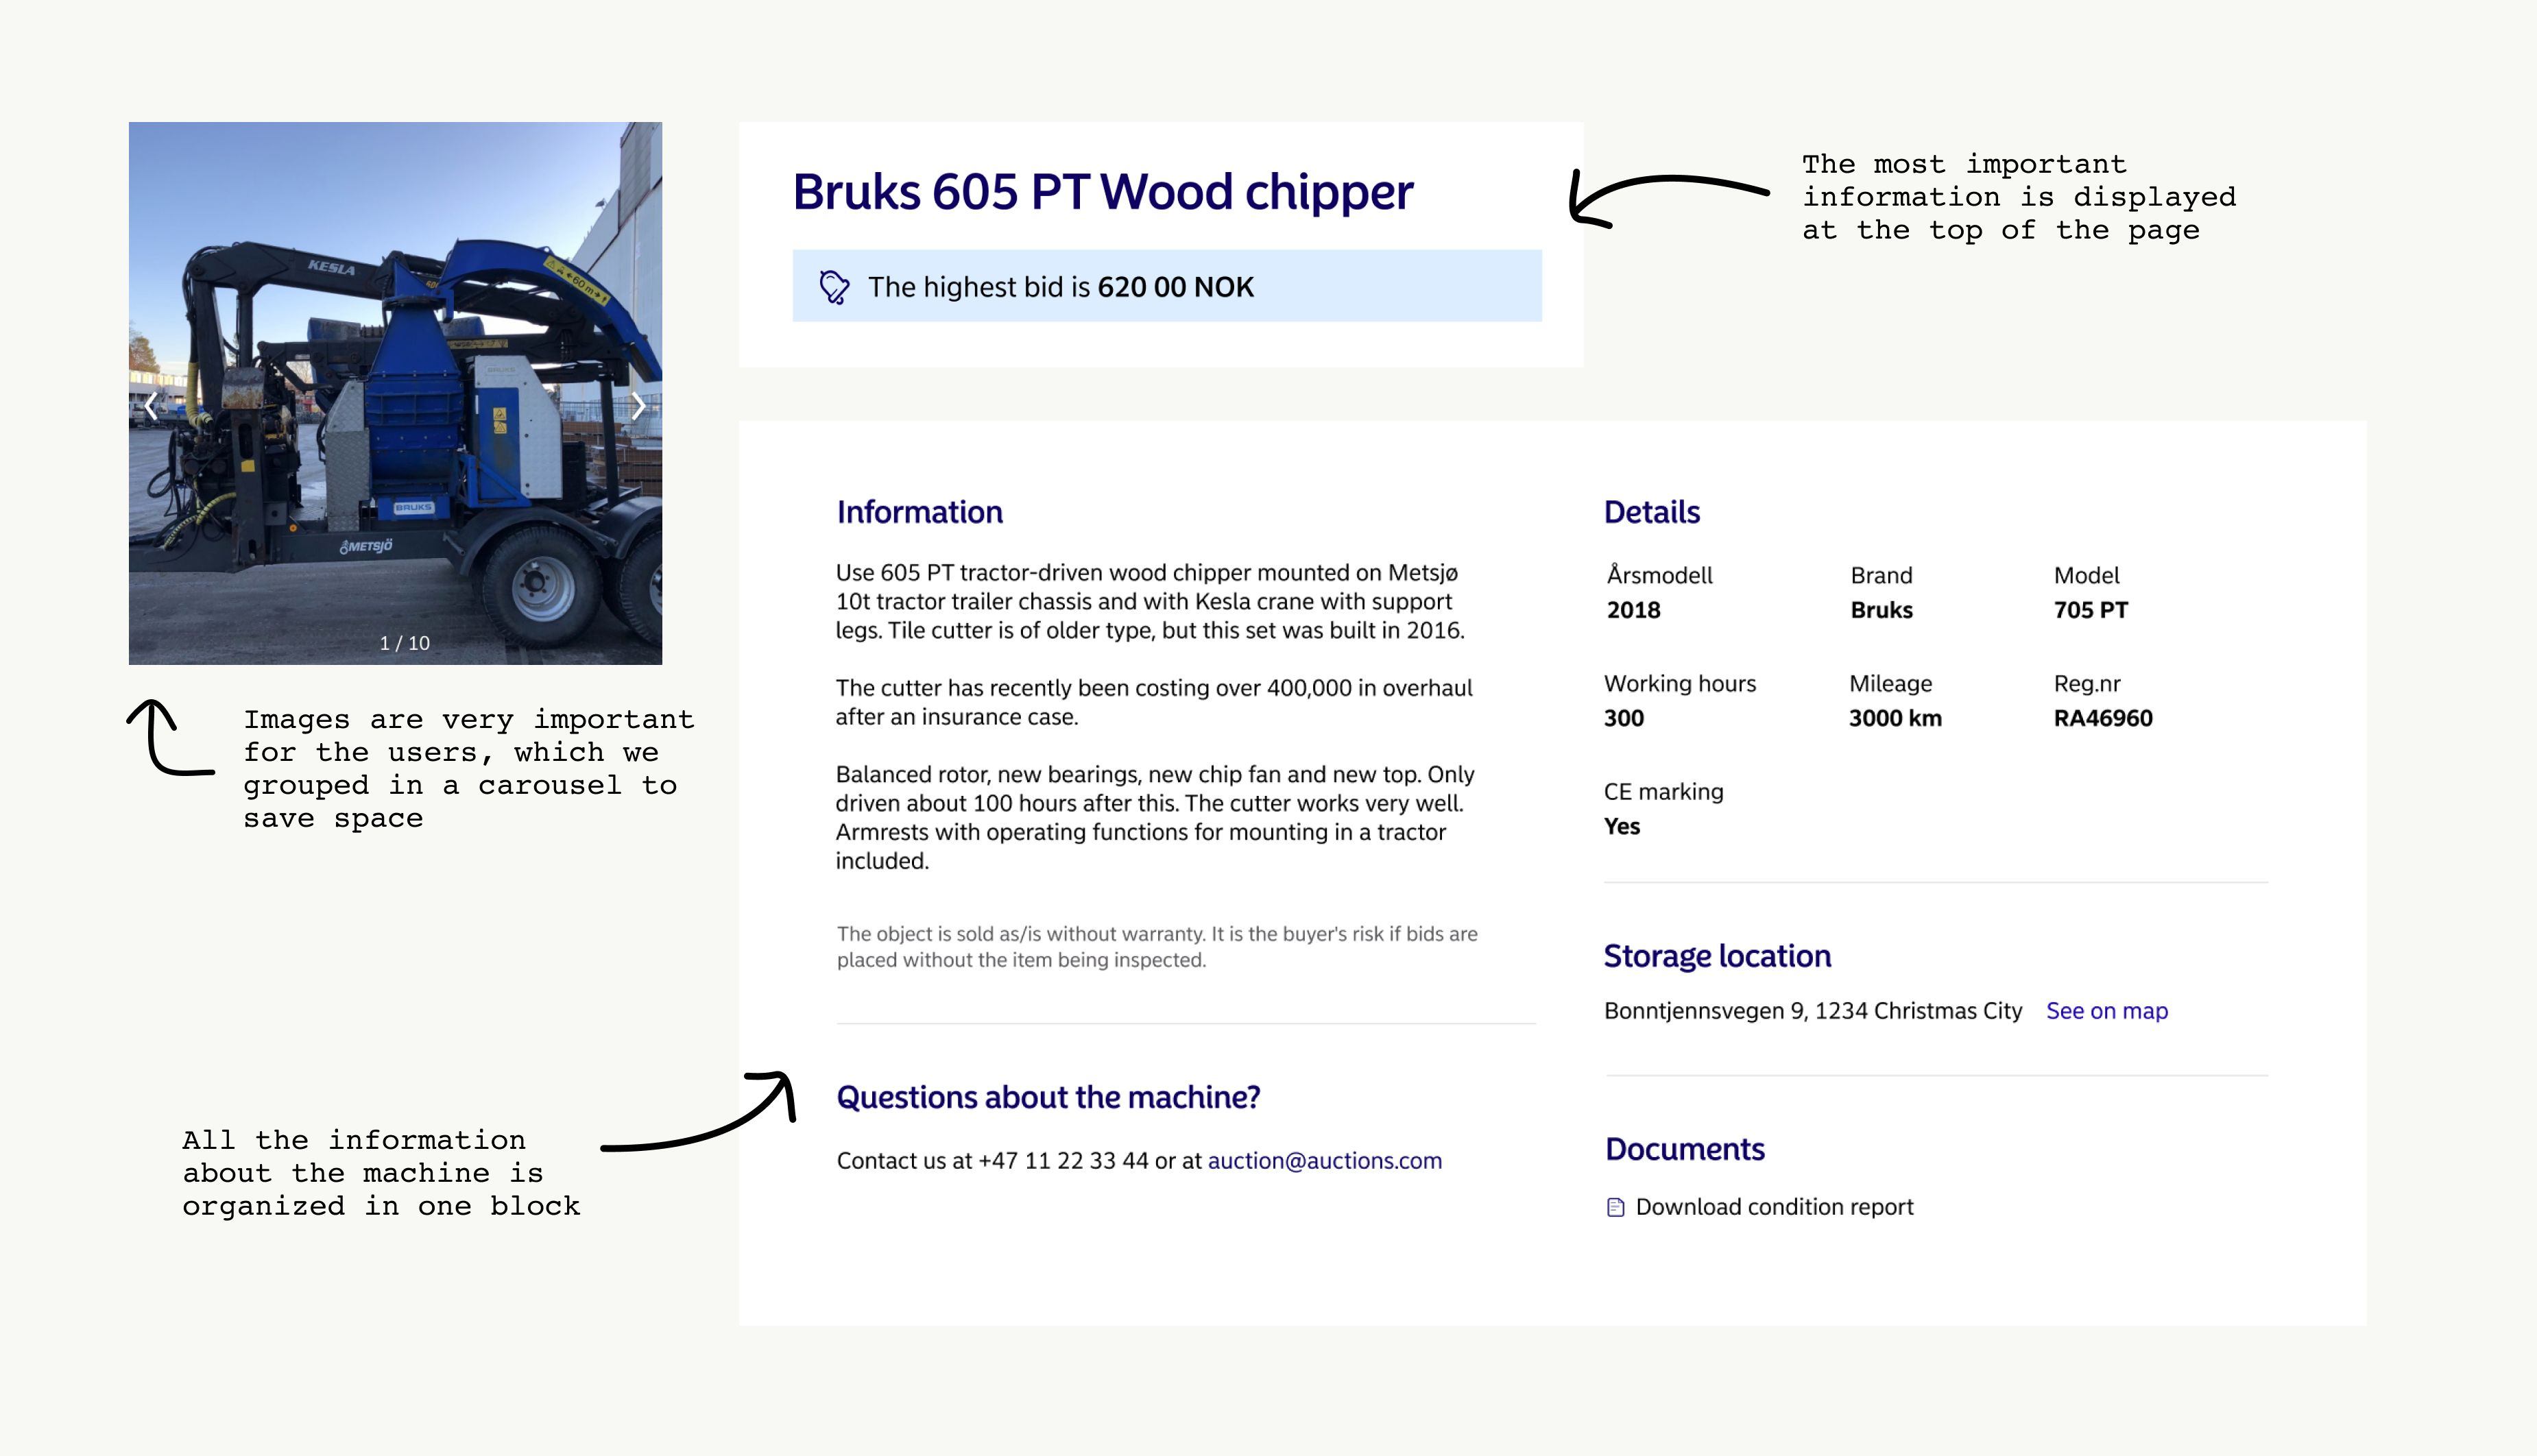 KESLA
60 m
BRUKS
BRUKS
METSJÖ
1 / 10
Images are very important
for the users, which we
grouped in a carousel to
save space
Bruks 605 PT Wood chipper
The highest bid is 620 00 NOK
The most important
information is displayed
at the top of the page
Information
Use 605 PT tractor-driven wood chipper mounted on Metsjø
10t tractor trailer chassis and with Kesla crane with support
legs. Tile cutter is of older type, but this set was built in 2016.
The cutter has recently been costing over 400,000 in overhaul
after an insurance case.
Balanced rotor, new bearings, new chip fan and new top. Only
driven about 100 hours after this. The cutter works very well.
Armrests with operating functions for mounting in a tractor
included.
The object is sold as/is without warranty. It is the buyer's risk if bids are
placed without the item being inspected.
Questions about the machine?
Contact us at +47 11 22 33 44 or at auction@auctions.com
All the information
about the machine is
organized in one block
Details
Årsmodell Brand Model
2018 Bruks 705 PT
Working hours Mileage Reg.nr
300 3000 km RA46960
CE marking
Yes
Storage location
Bonntjennsvegen 9, 1234 Christmas City See on map
Documents
Download condition report